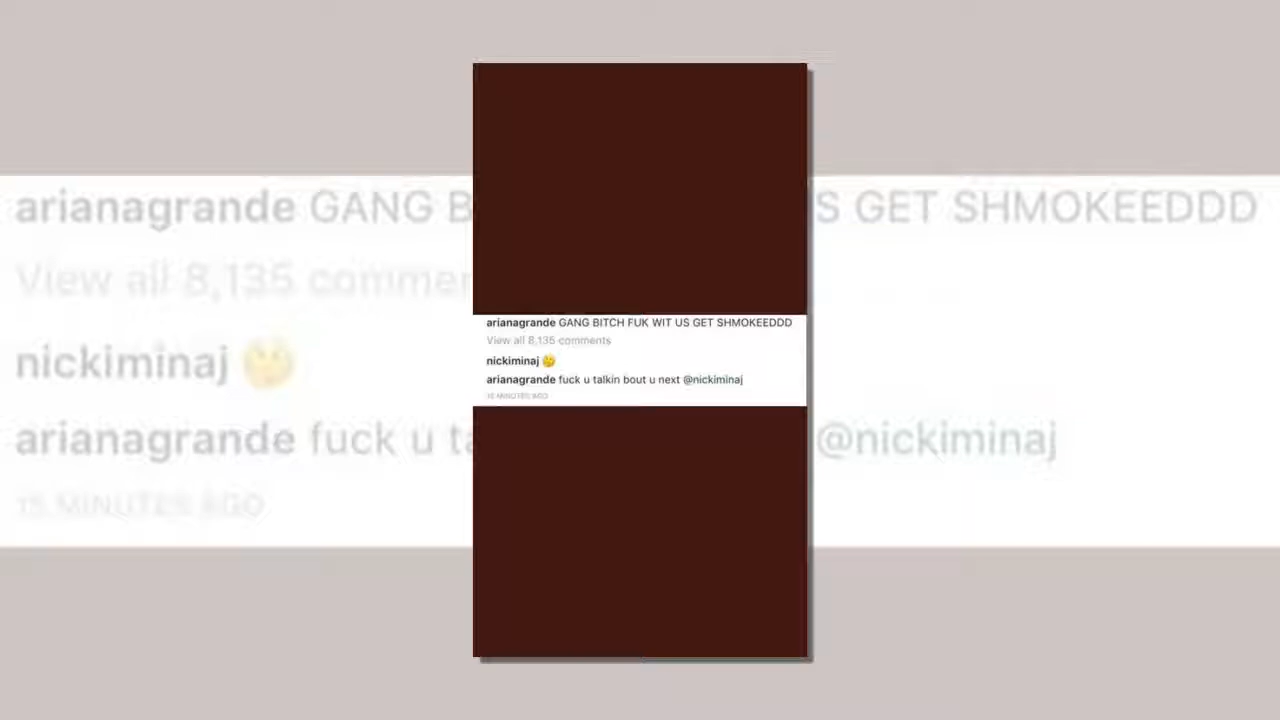 arianagrande GANG BITCH FUK WIT US GET SHMOKEEDDD
View all 8,135 comments
nickiminaj 🤔
arianagrande fuck u talkin bout u next @nickiminaj
15 MINUTES AGO